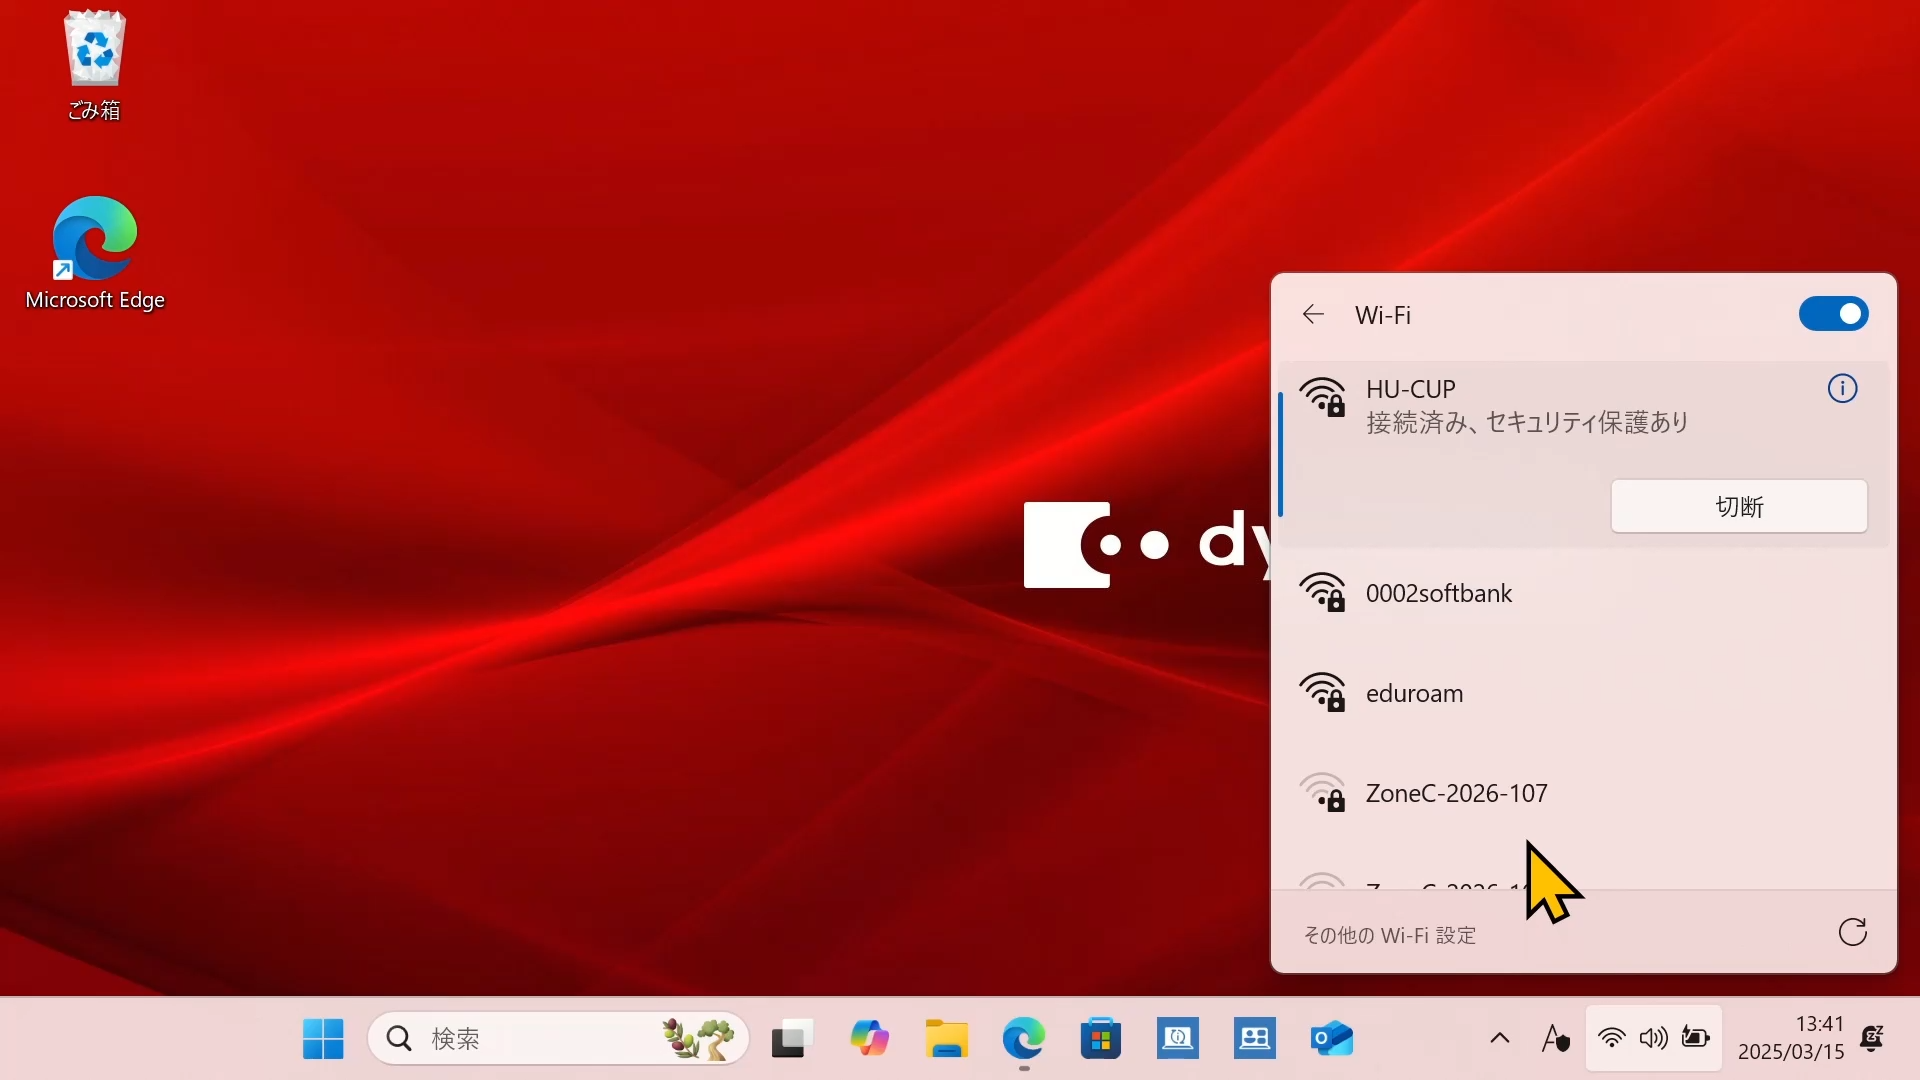 ごみ箱
Microsoft Edge
dy
Wi-Fi
HU-CUP
接続済み、セキュリティ保護あり
切断
0002softbank
eduroam
ZoneC-2026-107
その他の Wi-Fi 設定
検索
13:41
2025/03/15